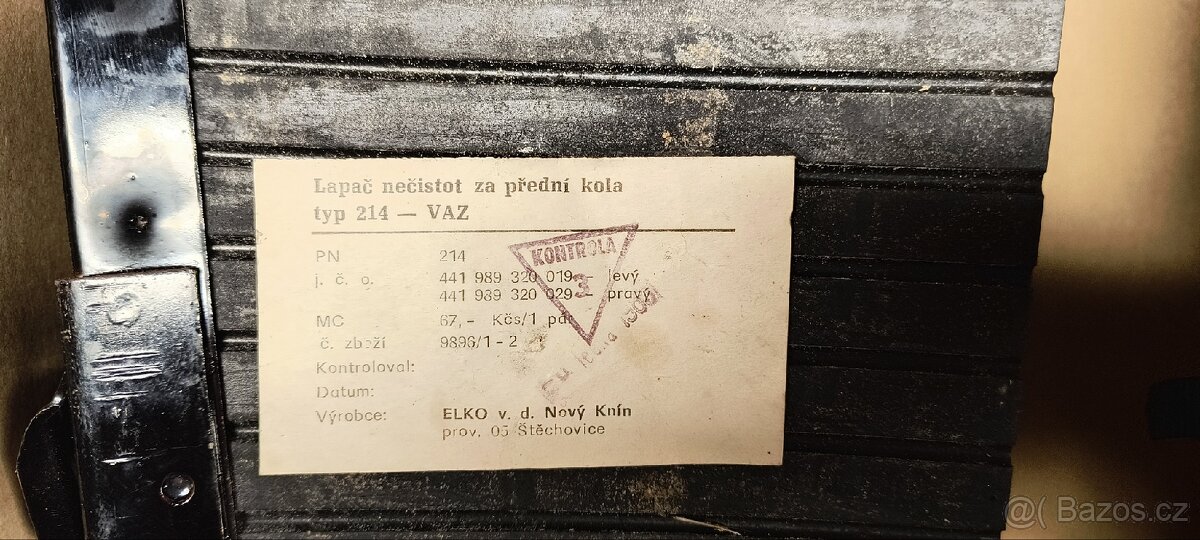 Lapač nečistot za přední kola
typ 214 — VAZ
PN 214
j. č. o. 441 989 320 019 – levý
441 989 320 029 – pravý
MC 67,– Kčs/1 pár
č. zboží 9896/1-2
Kontroloval:
Datum:
Výrobce: ELKO v. d. Nový Knín
prov. 05 Štěchovice
KONTROLA
3
@( Bazos.cz